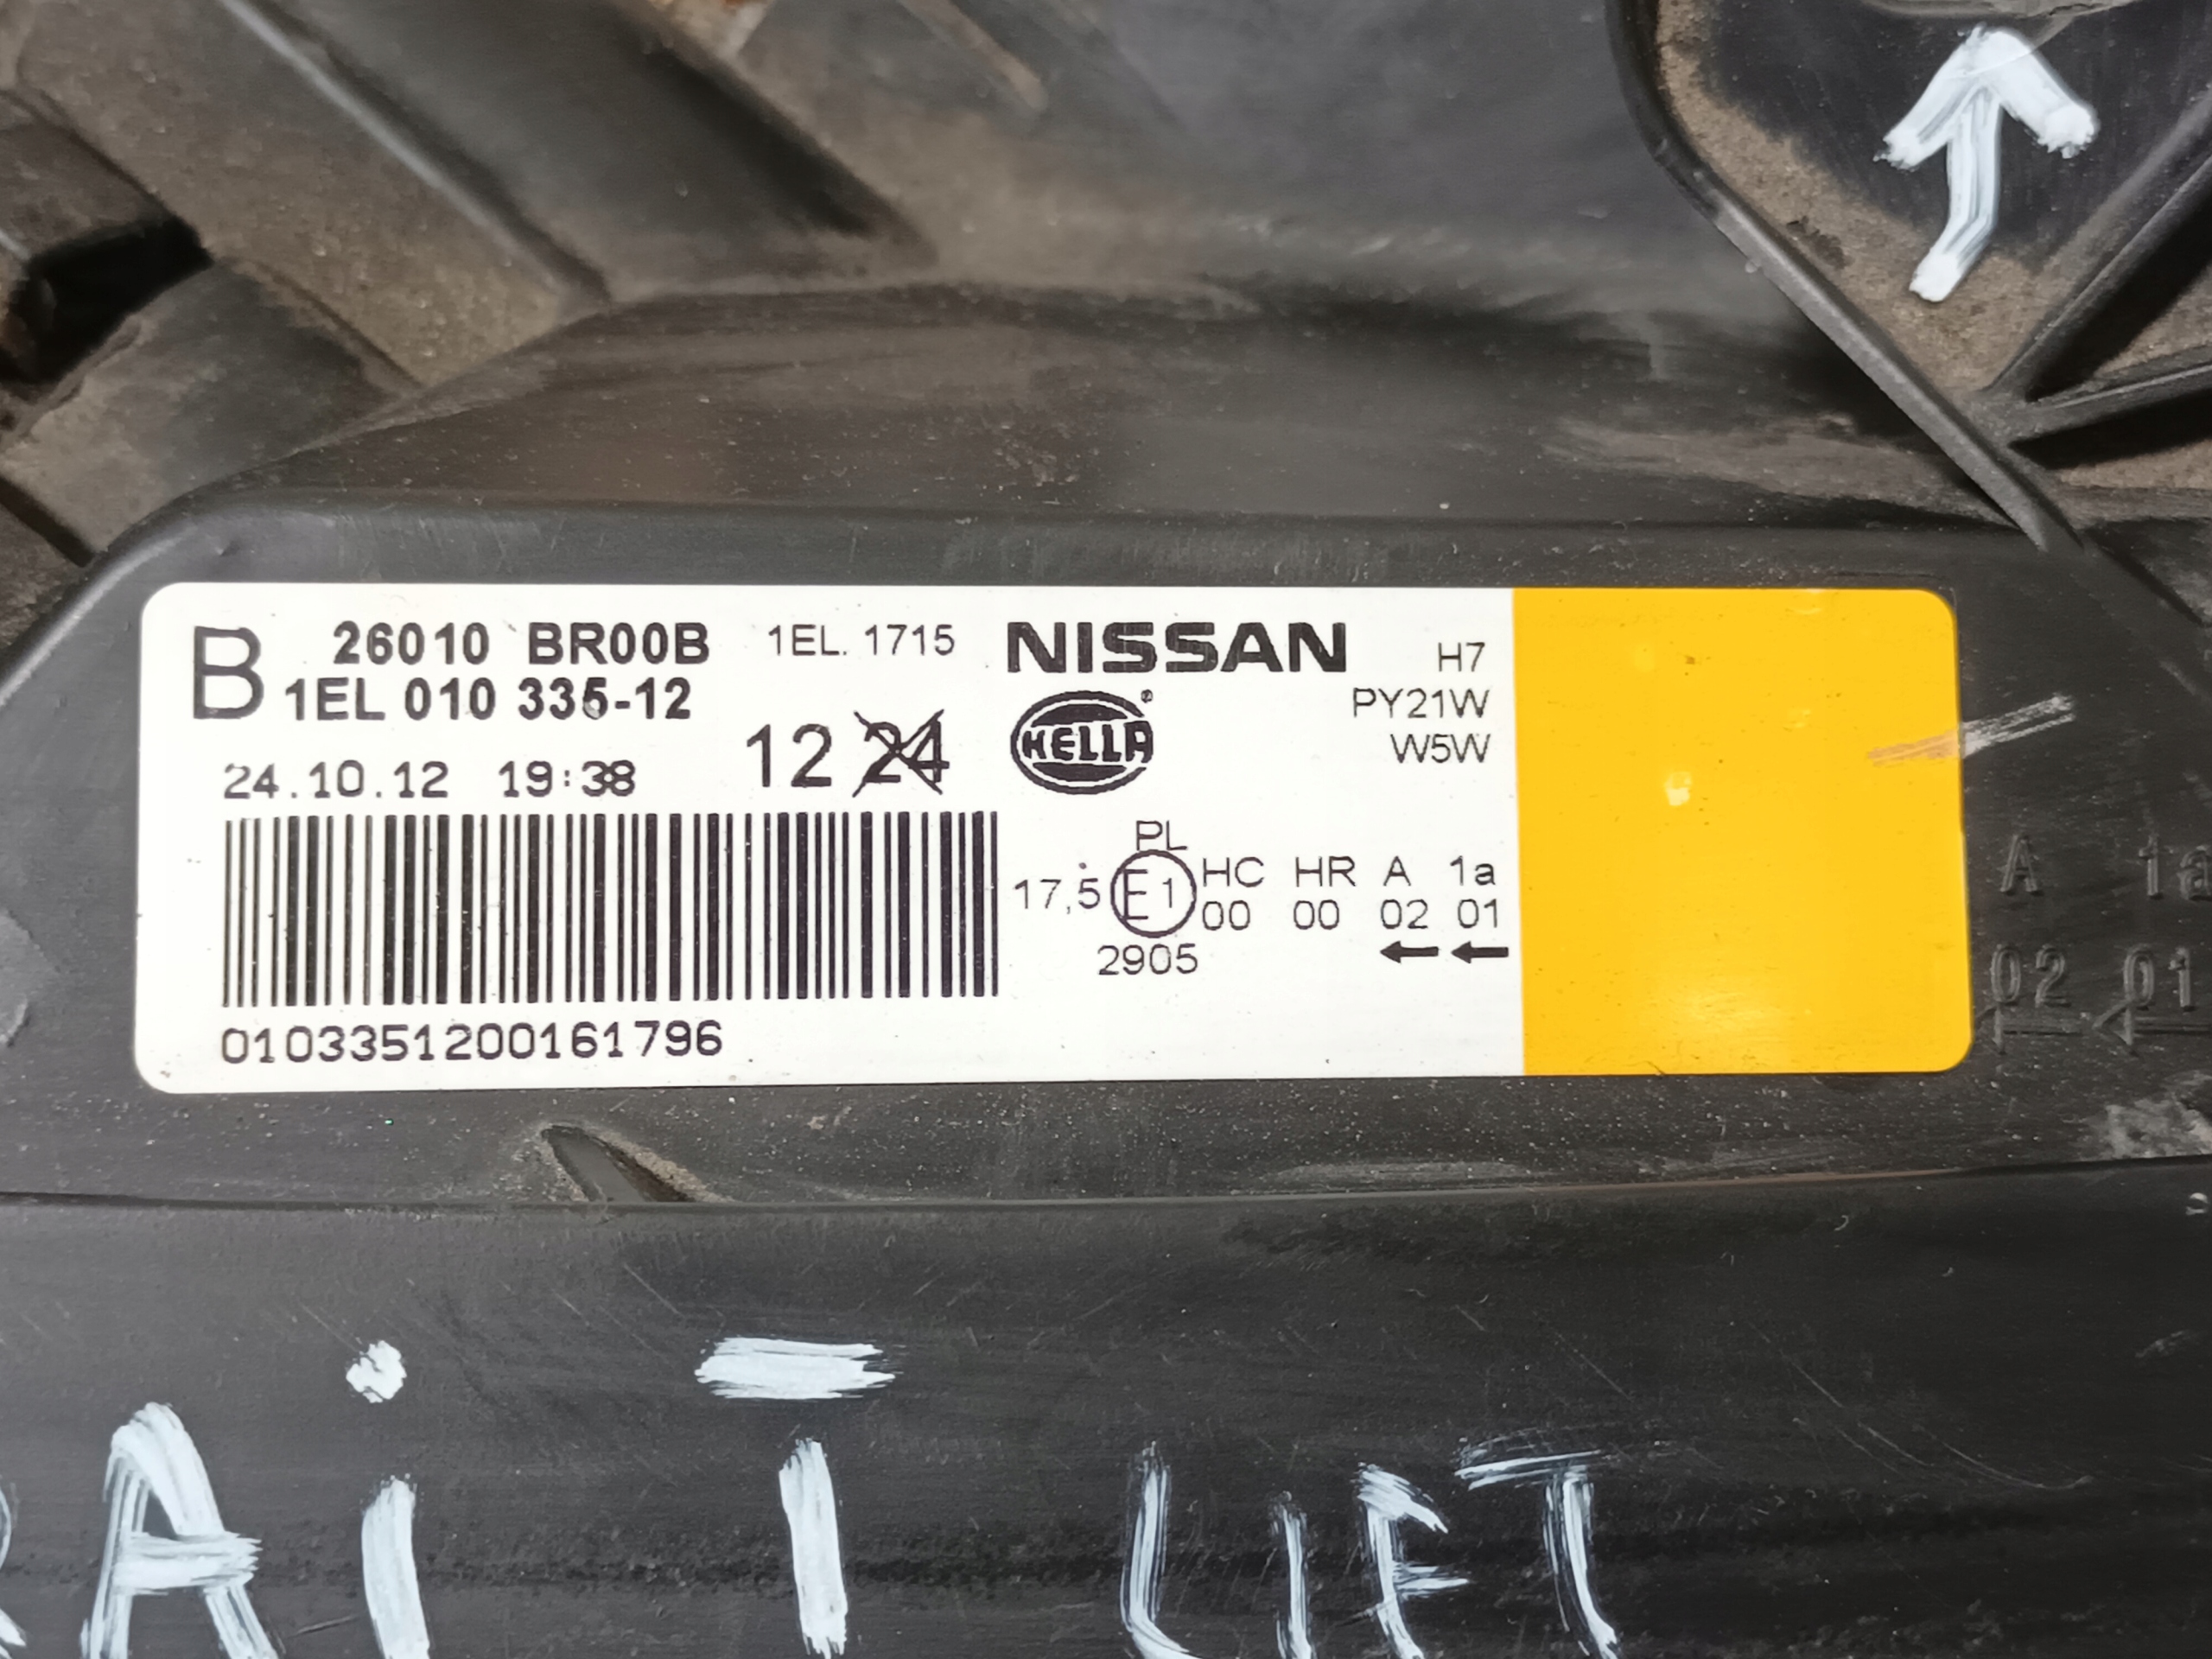 B 26010 BR00B 1EL. 1715 NISSAN H7
1EL 010 335-12 PY21W
12 24 HELLA® W5W
24.10.12 19:38
PL
17,5 E1 HC HR A 1a
00 00 02 01
2905 ← ←
0103351200161796
A 1a
02 01
LIFT